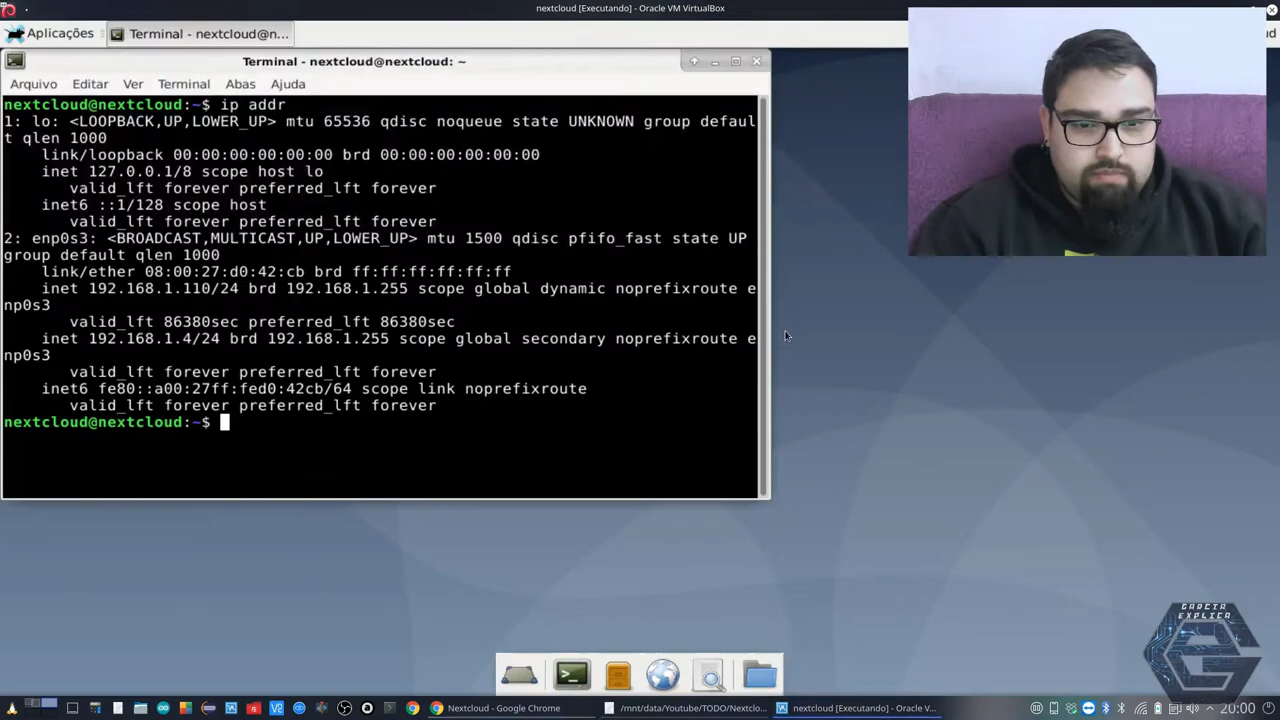 nextcloud [Executando] - Oracle VM VirtualBox
Aplicações
Terminal - nextcloud@n...
Terminal - nextcloud@nextcloud: ~
Arquivo Editar Ver Terminal Abas Ajuda
nextcloud@nextcloud:~$ ip addr
1: lo: <LOOPBACK,UP,LOWER_UP> mtu 65536 qdisc noqueue state UNKNOWN group defaul
t qlen 1000
link/loopback 00:00:00:00:00:00 brd 00:00:00:00:00:00
inet 127.0.0.1/8 scope host lo
valid_lft forever preferred_lft forever
inet6 ::1/128 scope host
valid_lft forever preferred_lft forever
2: enp0s3: <BROADCAST,MULTICAST,UP,LOWER_UP> mtu 1500 qdisc pfifo_fast state UP
group default qlen 1000
link/ether 08:00:27:d0:42:cb brd ff:ff:ff:ff:ff:ff
inet 192.168.1.110/24 brd 192.168.1.255 scope global dynamic noprefixroute e
np0s3
valid_lft 86380sec preferred_lft 86380sec
inet 192.168.1.4/24 brd 192.168.1.255 scope global secondary noprefixroute e
np0s3
valid_lft forever preferred_lft forever
inet6 fe80::a00:27ff:fed0:42cb/64 scope link noprefixroute
valid_lft forever preferred_lft forever
nextcloud@nextcloud:~$
GARCIA
EXPLICA
Nextcloud - Google Chrome
/mnt/data/Youtube/TODO/Nextclo...
nextcloud [Executando] - Oracle V...
20:00